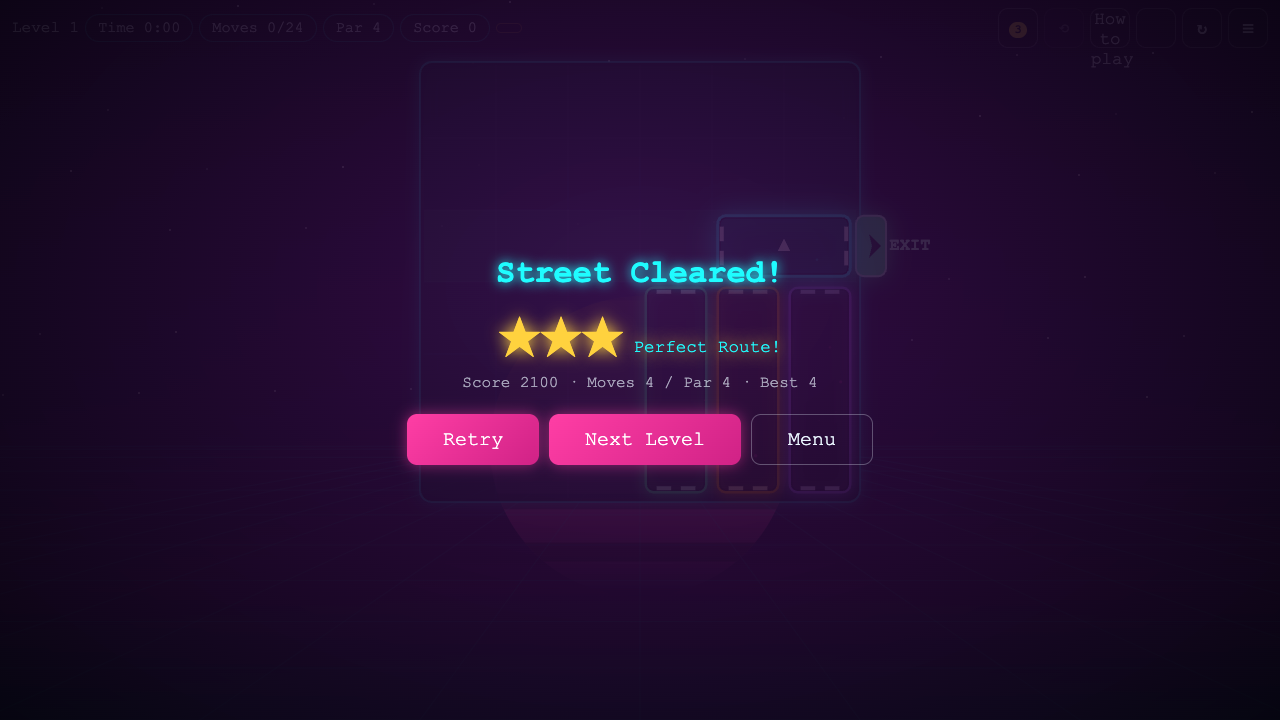 Level 1 Time 0:00 Moves 0/24 Par 4 Score 0
3
How
to
play
EXIT
Street Cleared!
★★★ Perfect Route!
Score 2100 · Moves 4 / Par 4 · Best 4
Retry Next Level Menu